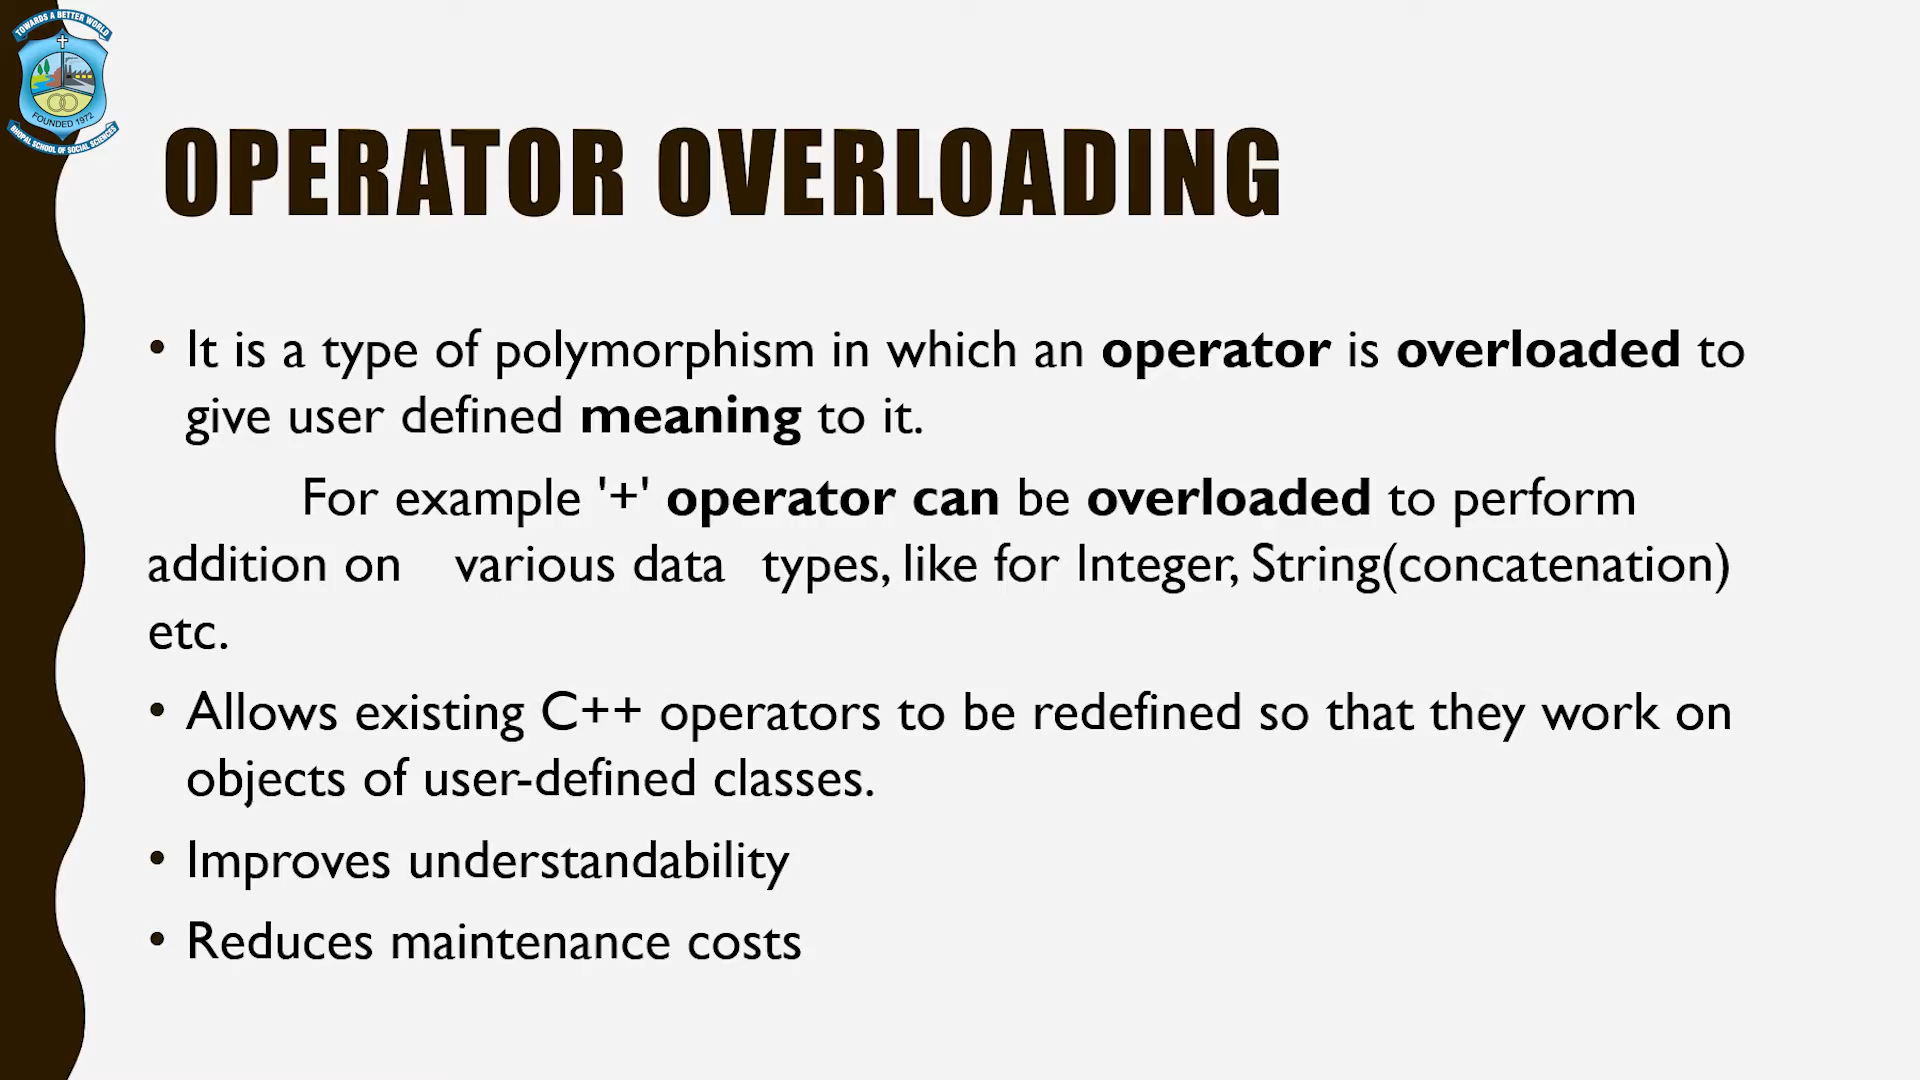 TOWARDS A BETTER WORLD
FOUNDED 1972
BHOPAL SCHOOL OF SOCIAL SCIENCES
OPERATOR OVERLOADING
• It is a type of polymorphism in which an operator is overloaded to
give user defined meaning to it.
For example '+' operator can be overloaded to perform
addition on various data types, like for Integer, String(concatenation)
etc.
• Allows existing C++ operators to be redefined so that they work on
objects of user-defined classes.
• Improves understandability
• Reduces maintenance costs